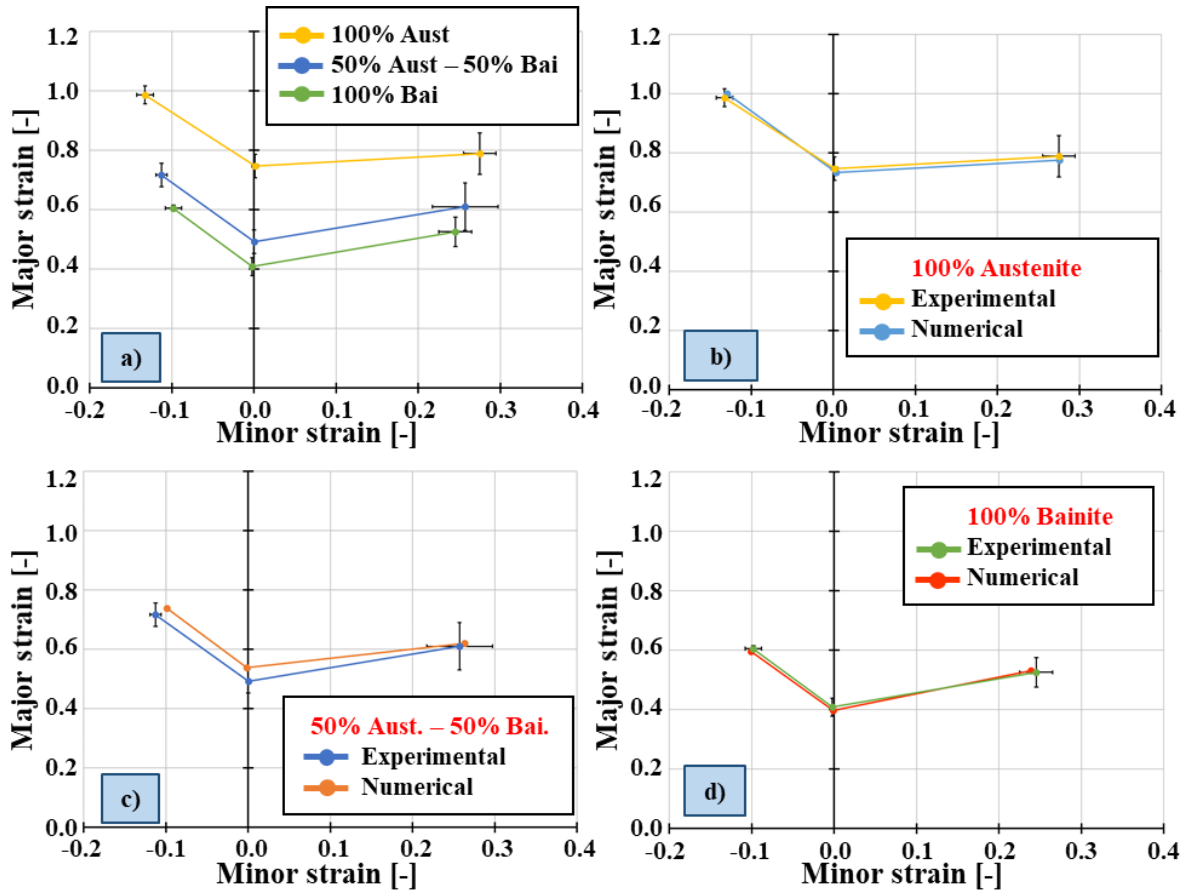 1.2
1.0
0.8
0.6
0.4
0.2
0.0
Major strain [-]
100% Aust
50% Aust – 50% Bai
100% Bai
a)
-0.2
-0.1
0.0
0.1
0.2
0.3
0.4
Minor strain [-]
1.2
1.0
0.8
0.6
0.4
0.2
0.0
Major strain [-]
100% Austenite
Experimental
Numerical
b)
-0.2
-0.1
0.0
0.1
0.2
0.3
0.4
Minor strain [-]
1.2
1.0
0.8
0.6
0.4
0.2
0.0
Major strain [-]
50% Aust. – 50% Bai.
Experimental
Numerical
c)
-0.2
-0.1
0.0
0.1
0.2
0.3
0.4
Minor strain [-]
1.2
1.0
0.8
0.6
0.4
0.2
0.0
Major strain [-]
100% Bainite
Experimental
Numerical
d)
-0.2
-0.1
0.0
0.1
0.2
0.3
0.4
Minor strain [-]